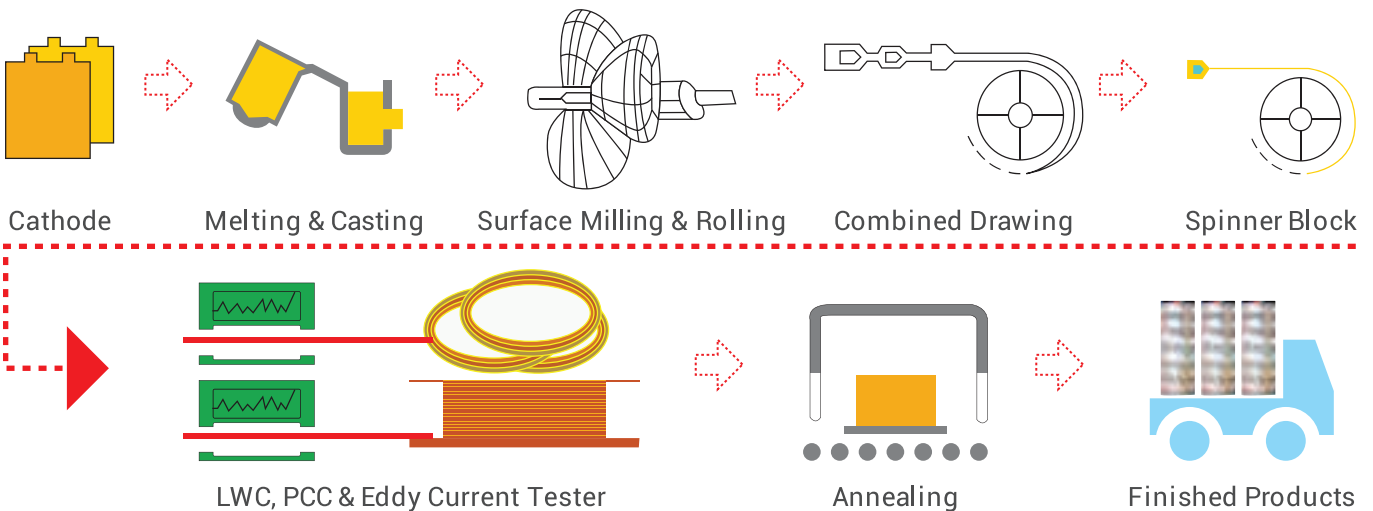 Cathode
Melting & Casting
Surface Milling & Rolling
Combined Drawing
Spinner Block
LWC, PCC & Eddy Current Tester
Annealing
Finished Products